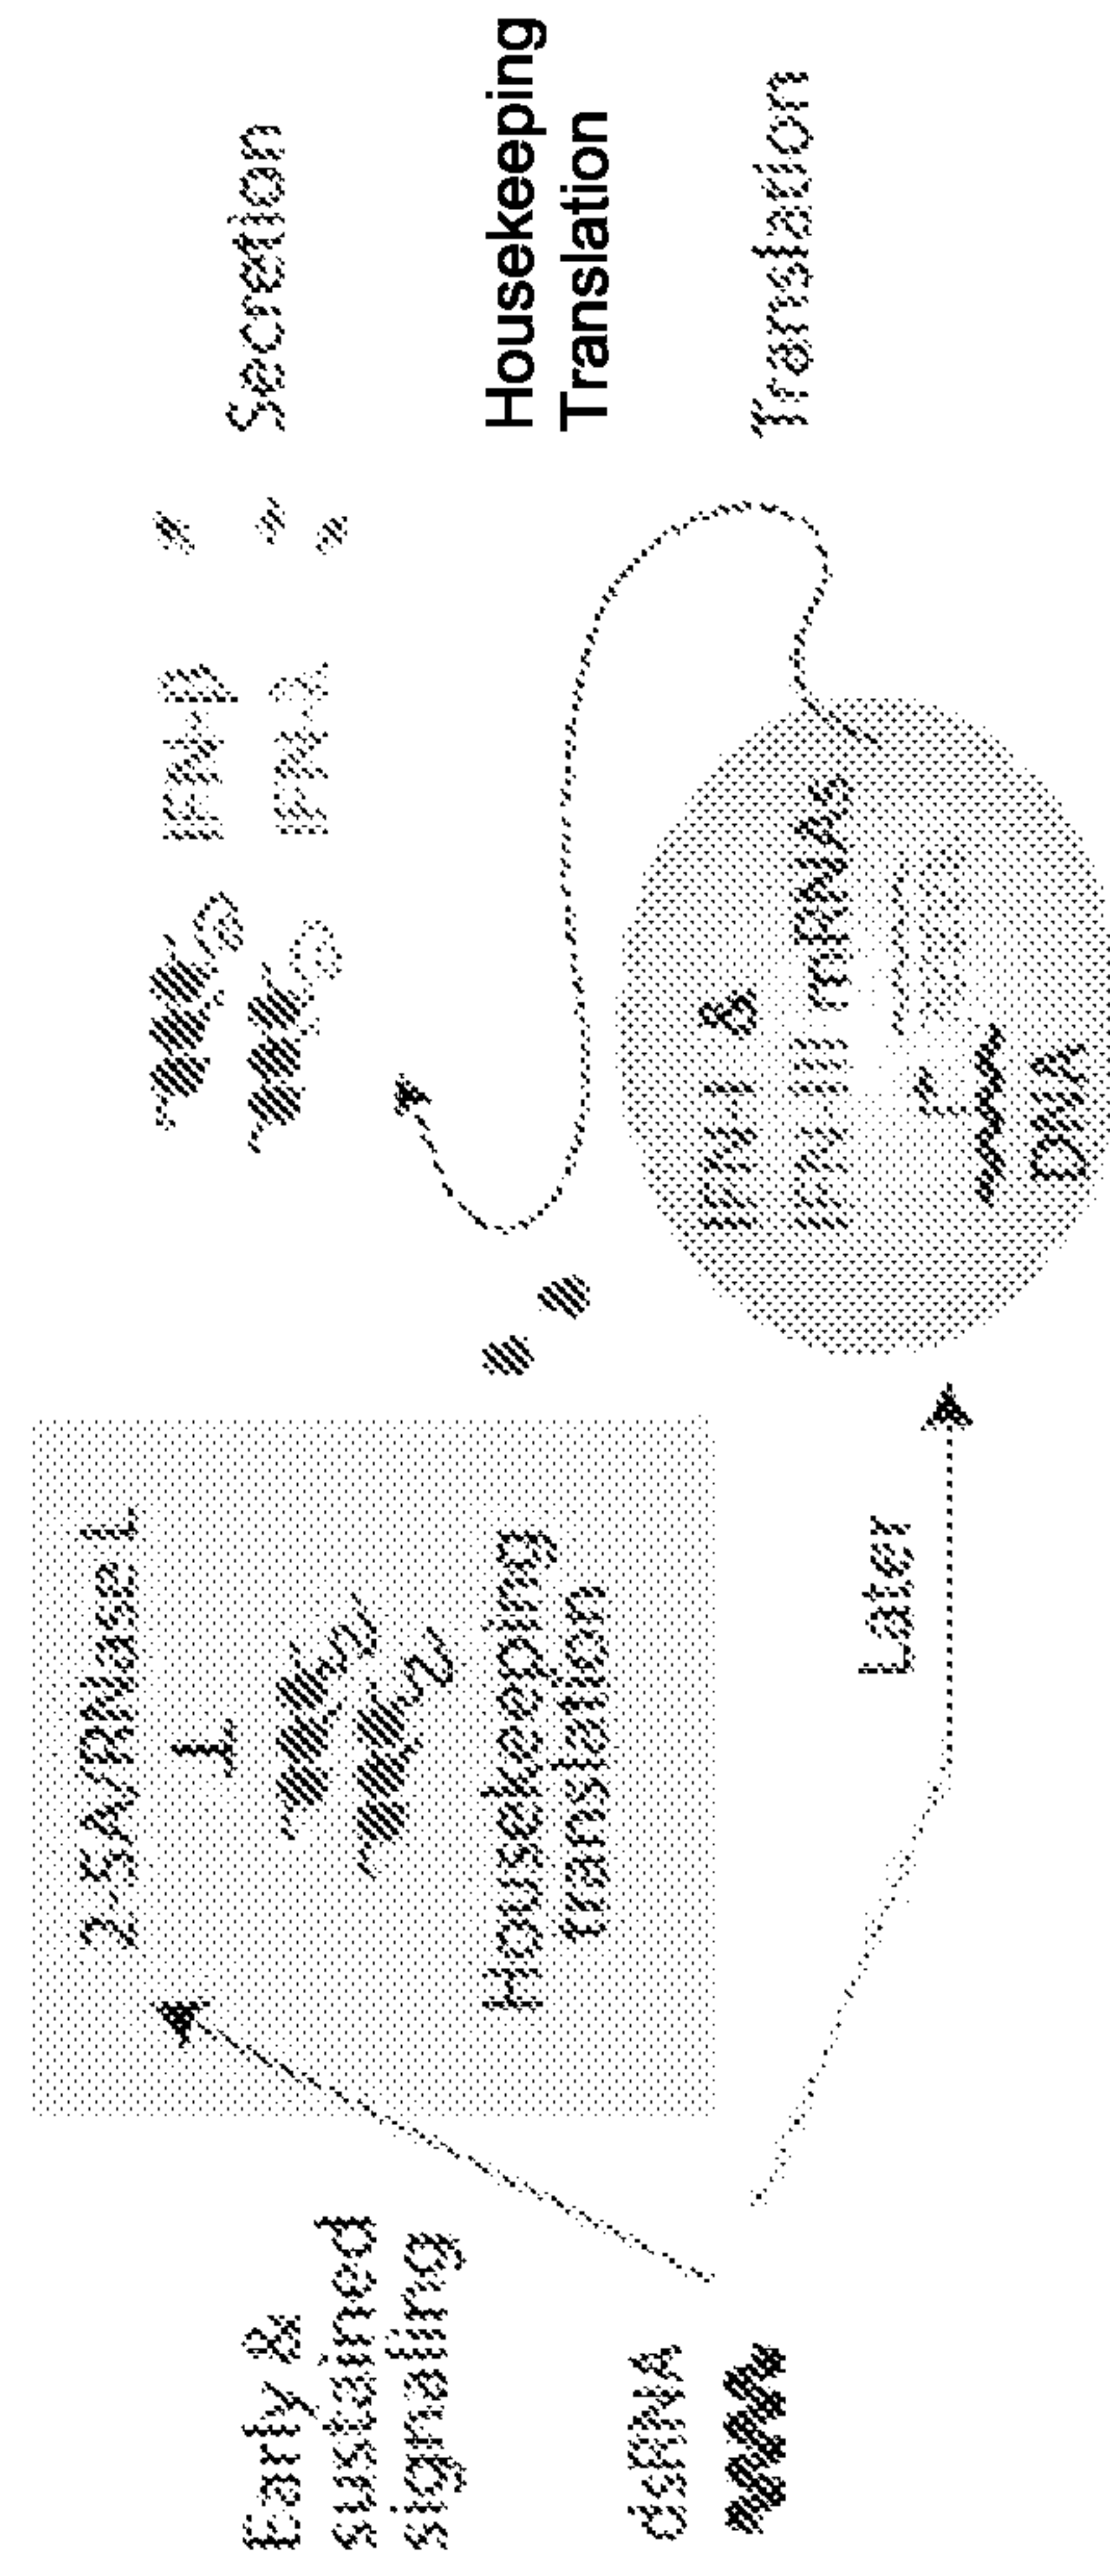 Early &
sustained
signaling
dsRNA
2-5A/RNase L
Housekeeping
translation
Later
IFN-β
IFN-λ
IFN-I &
IFN-III mRNAs
DNA
Secretion
Housekeeping
Translation
Translation